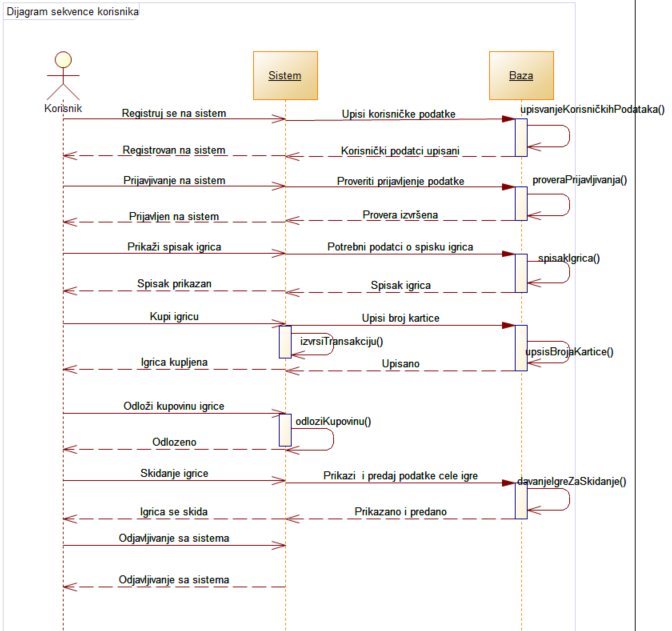 Dijagram sekvence korisnika
Korisnik
Sistem
Baza
Registruj se na sistem
Upisi korisničke podatke
upisvanjeKorisničkihPodataka()
Registrovan na sistem
Korisnički podatci upisani
Prijavjivanje na sistem
Proveriti prijavljenje podatke
proveraPrijavljivanja()
Prijavljen na sistem
Provera izvršena
Prikaži spisak igrica
Potrebni podatci o spisku igrica
spisakIgrica()
Spisak prikazan
Spisak igrica
Kupi igricu
Upisi broj kartice
izvrsiTransakciju()
upsisBrojaKartice()
Igrica kupljena
Upisano
Odloži kupovinu igrice
odloziKupovinu()
Odlozeno
Skidanje igrice
Prikazi i predaj podatke cele igre
davanjeIgreZaSkidanje()
Igrica se skida
Prikazano i predano
Odjavljivanje sa sistema
Odjavljivanje sa sistema